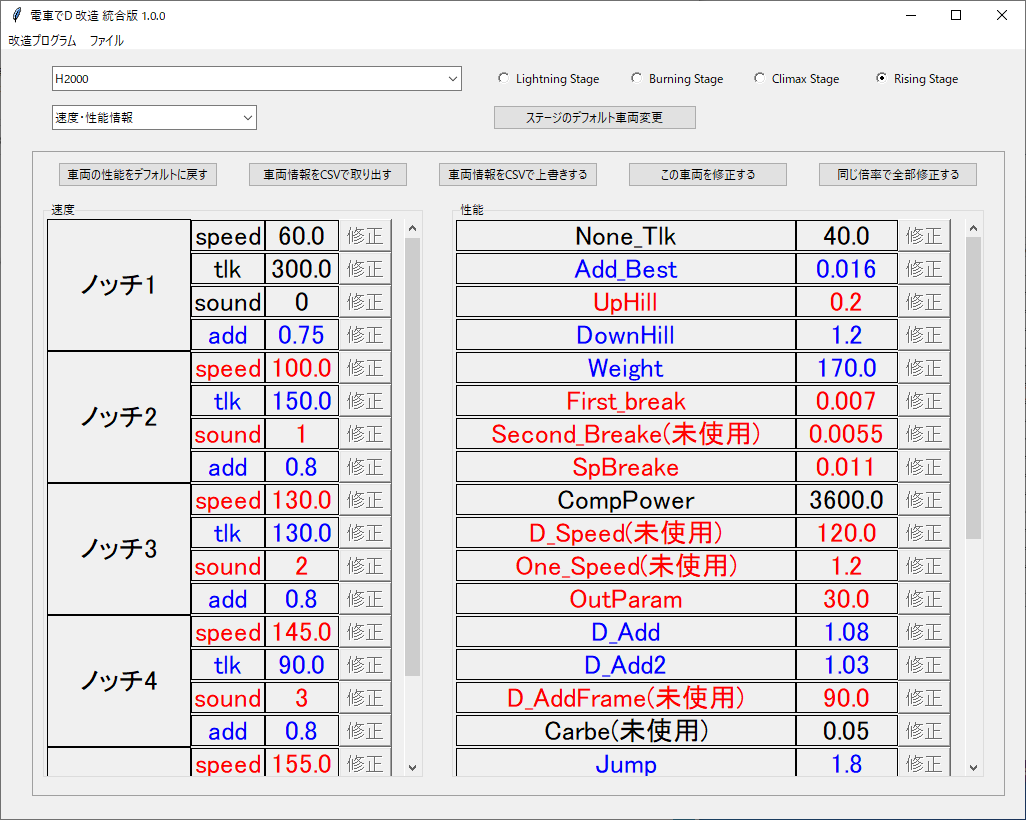 電車でD 改造 統合版 1.0.0
改造プログラム ファイル
H2000
Lightning Stage Burning Stage Climax Stage Rising Stage
速度・性能情報
ステージのデフォルト車両変更
車両の性能をデフォルトに戻す 車両情報をCSVで取り出す 車両情報をCSVで上書きする この車両を修正する 同じ倍率で全部修正する
速度
ノッチ1
speed 60.0 修正
tlk 300.0 修正
sound 0 修正
add 0.75 修正
ノッチ2
speed 100.0 修正
tlk 150.0 修正
sound 1 修正
add 0.8 修正
ノッチ3
speed 130.0 修正
tlk 130.0 修正
sound 2 修正
add 0.8 修正
ノッチ4
speed 145.0 修正
tlk 90.0 修正
sound 3 修正
add 0.8 修正
speed 155.0 修正
性能
None_Tlk 40.0 修正
Add_Best 0.016 修正
UpHill 0.2 修正
DownHill 1.2 修正
Weight 170.0 修正
First_break 0.007 修正
Second_Breake(未使用) 0.0055 修正
SpBreake 0.011 修正
CompPower 3600.0 修正
D_Speed(未使用) 120.0 修正
One_Speed(未使用) 1.2 修正
OutParam 30.0 修正
D_Add 1.08 修正
D_Add2 1.03 修正
D_AddFrame(未使用) 90.0 修正
Carbe(未使用) 0.05 修正
Jump 1.8 修正